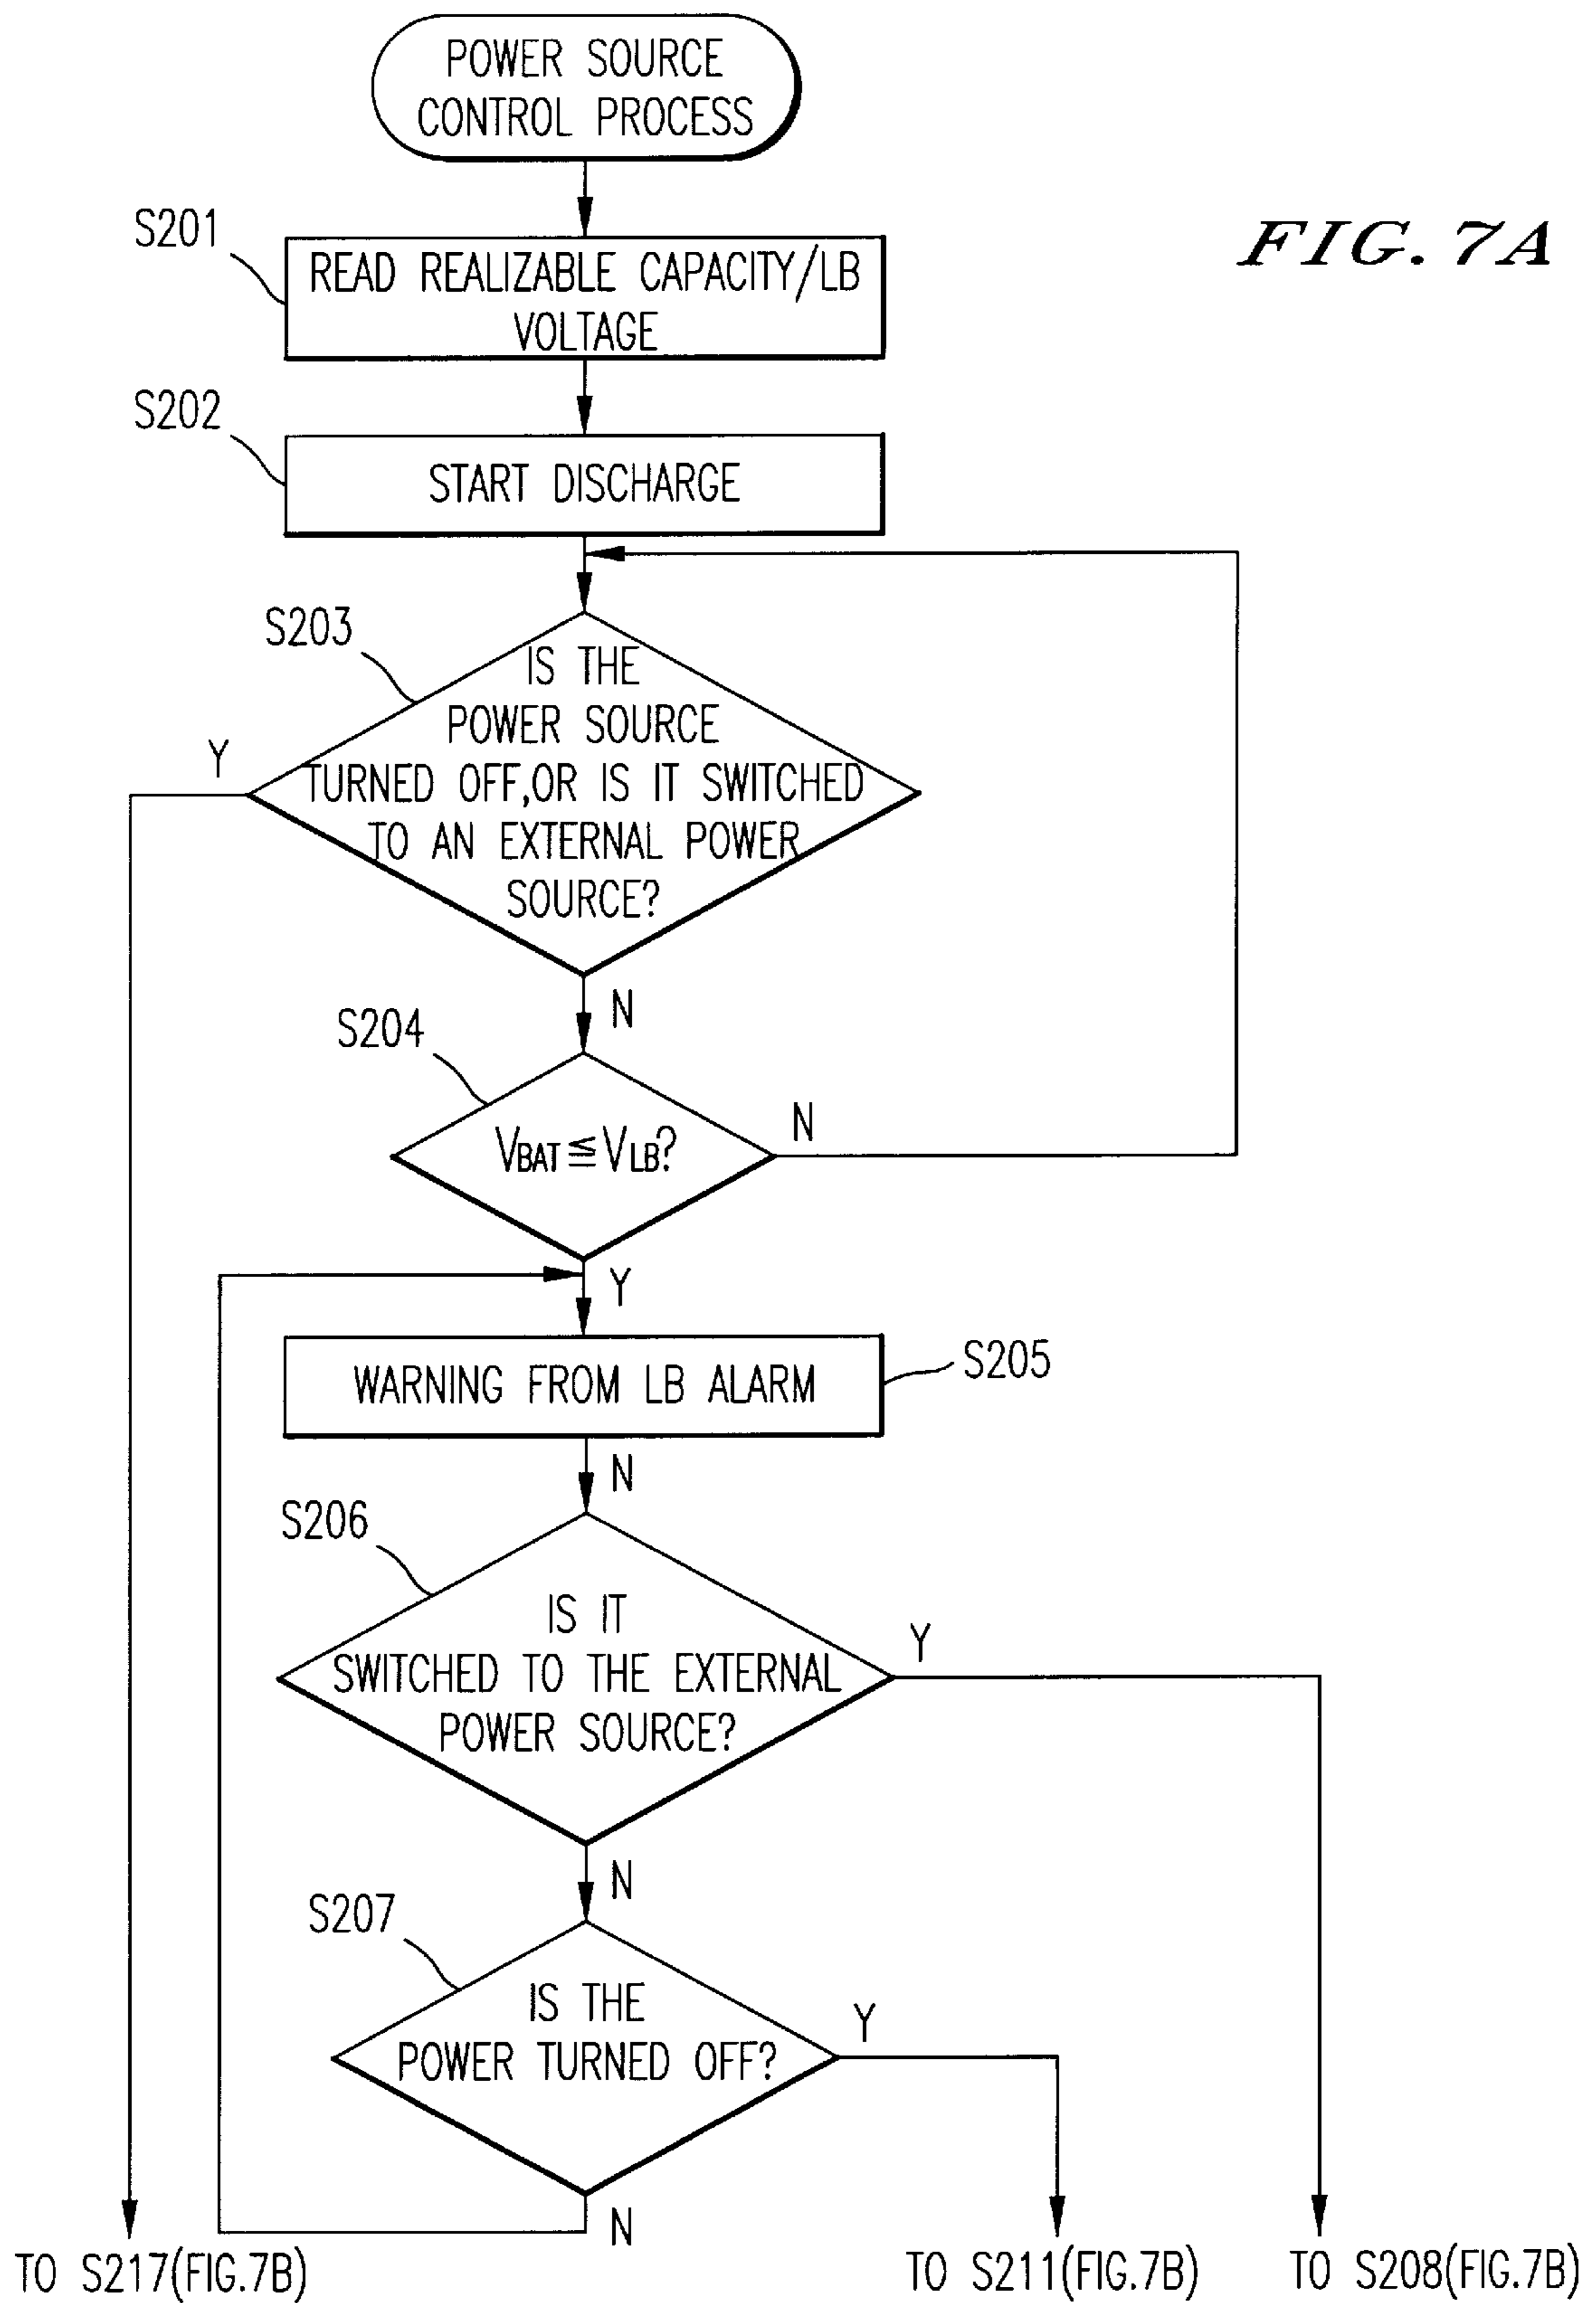 POWER SOURCE
CONTROL PROCESS
FIG. 7A
S201
READ REALIZABLE CAPACITY/LB
VOLTAGE
S202
START DISCHARGE
S203
IS THE
POWER SOURCE
TURNED OFF,OR IS IT SWITCHED
TO AN EXTERNAL POWER
SOURCE?
Y
N
S204
VBAT≦VLB?
N
Y
WARNING FROM LB ALARM
S205
N
S206
IS IT
SWITCHED TO THE EXTERNAL
POWER SOURCE?
Y
N
S207
IS THE
POWER TURNED OFF?
Y
N
TO S217(FIG.7B)
TO S211(FIG.7B)
TO S208(FIG.7B)